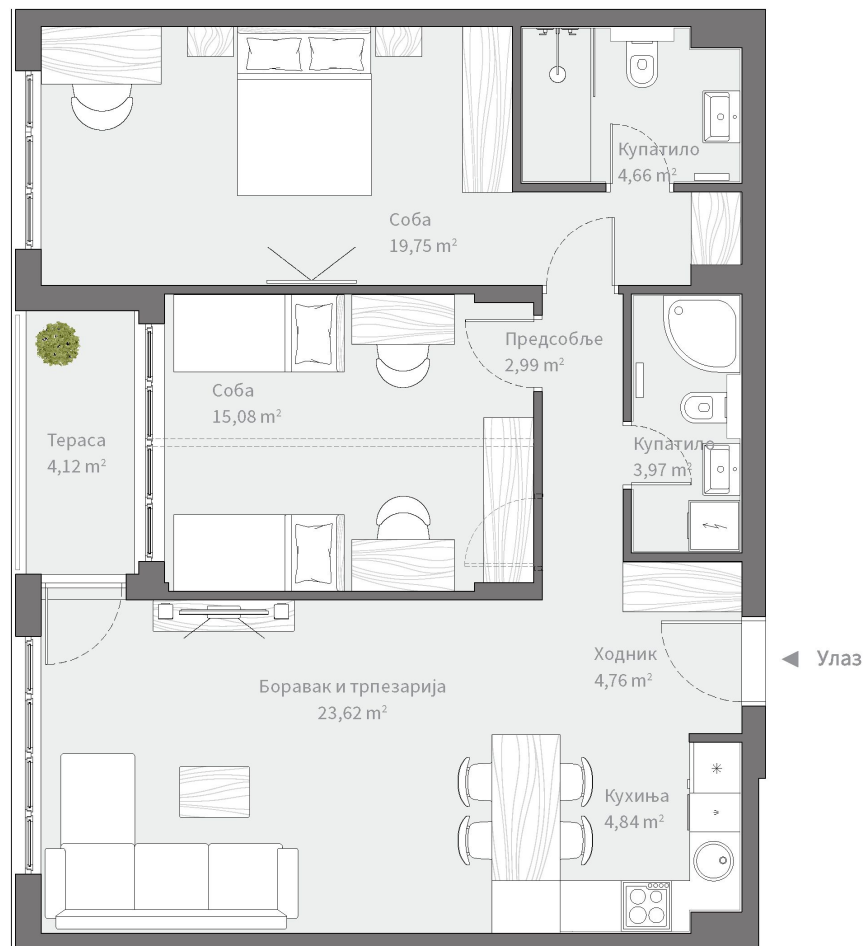 Купатило
4,66 m²
Соба
19,75 m²
Предсобље
2,99 m²
Соба
15,08 m²
Тераса
4,12 m²
Купатило
3,97 m²
Ходник
4,76 m²
Улаз
Боравак и трпезарија
23,62 m²
Кухиња
4,84 m²